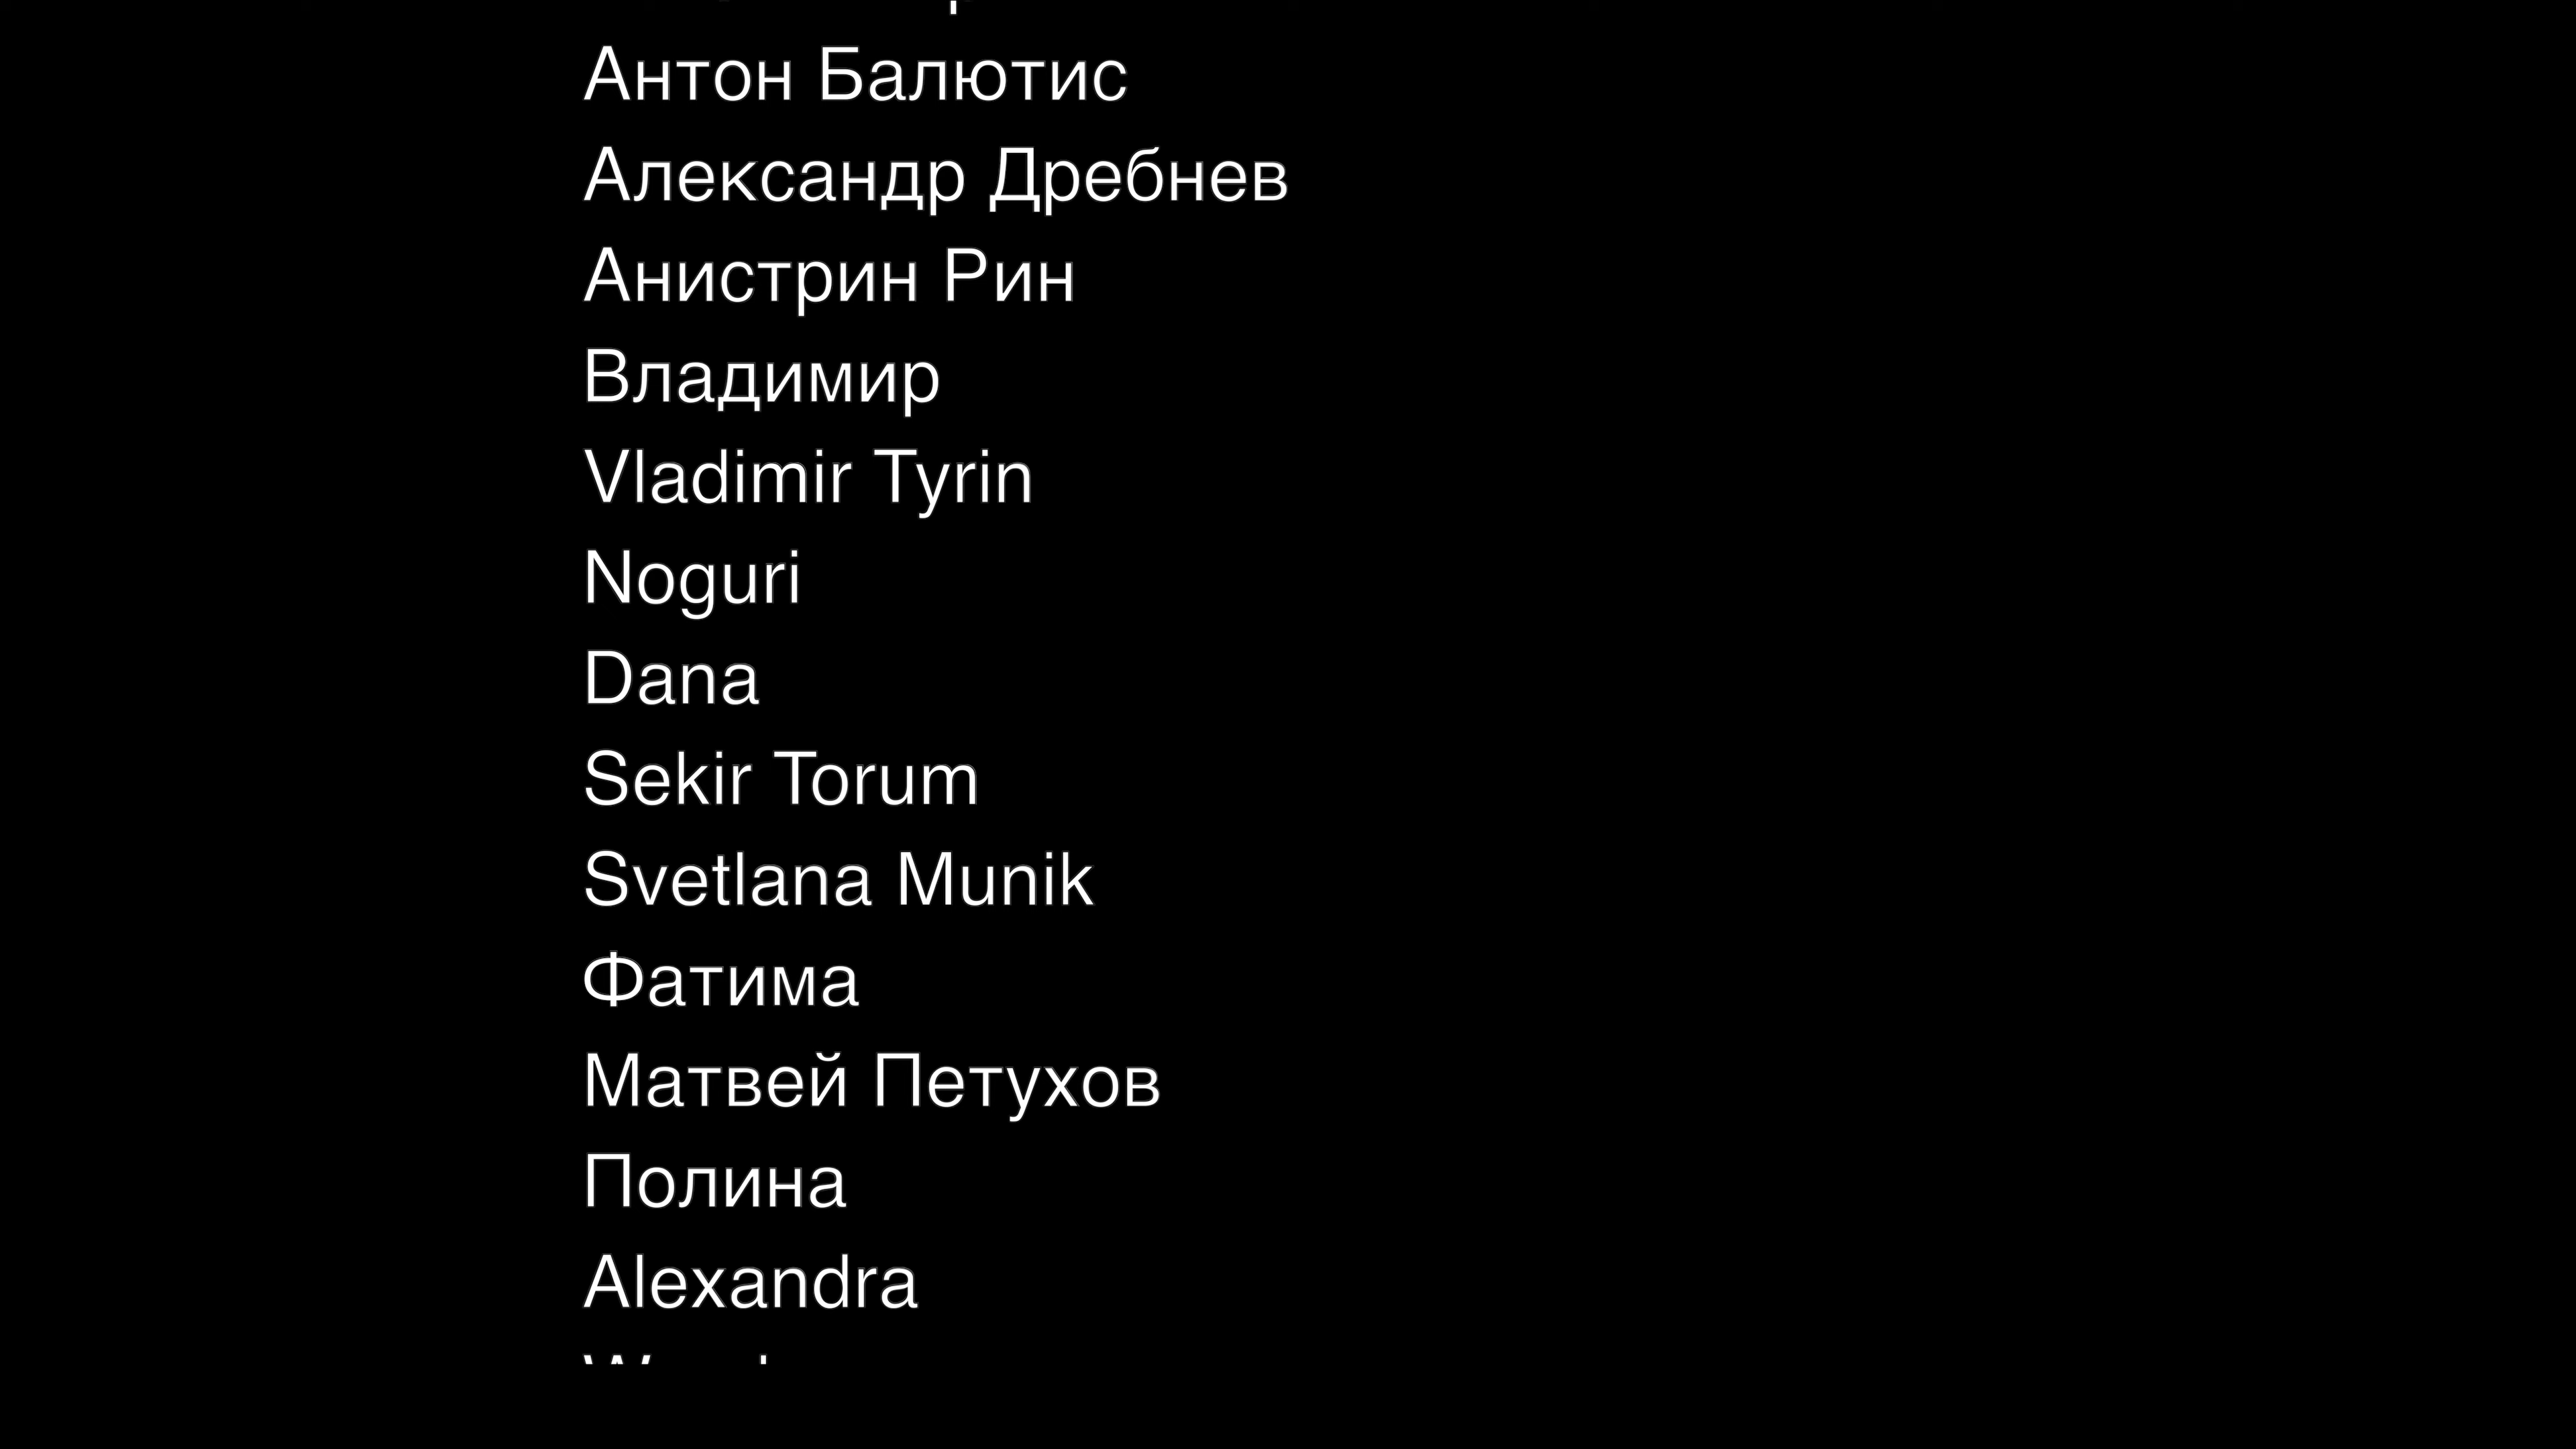 Антон Балютис
Александр Дребнев
Анистрин Рин
Владимир
Vladimir Tyrin
Noguri
Dana
Sekir Torum
Svetlana Munik
Фатима
Матвей Петухов
Полина
Alexandra